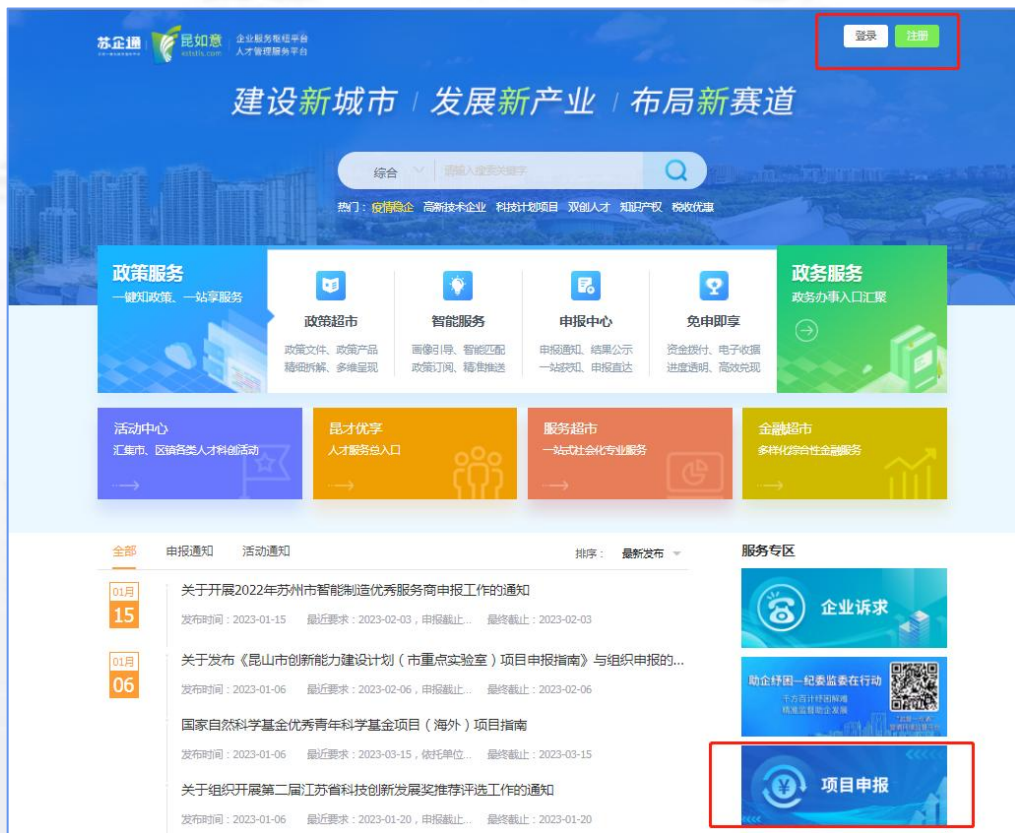 苏企通
昆如意
企业服务枢纽平台
人才管理服务平台
登录
注册
建设新城市 | 发展新产业 | 布局新赛道
综合
请输入搜索关键字
热门：疫情稳企 高新技术企业 科技计划项目 双创人才 知识产权 税收优惠
政策服务
一键知政策、一站享服务
政策超市
政策文件、政策产品
精细拆解、多维呈现
智能服务
画像引导、智能匹配
政策订阅、精准推送
申报中心
申报通知、结果公示
一站获知、申报直达
免申即享
资金拨付、电子收据
进度透明、高效兑现
政务服务
政务办事入口汇聚
活动中心
汇集市、区镇各类人才科创活动
昆才优享
人才服务总入口
服务超市
一站式社会化专业服务
金融超市
多样化综合性金融服务
全部 申报通知 活动通知
排序： 最新发布
01月
15
关于开展2022年苏州市智能制造优秀服务商申报工作的通知
发布时间：2023-01-15 最近要求：2023-02-03，申报截止... 最终截止：2023-02-03
01月
06
关于发布《昆山市创新能力建设计划（市重点实验室）项目申报指南》与组织申报的...
发布时间：2023-01-06 最近要求：2023-02-06，申报截止... 最终截止：2023-02-06
国家自然科学基金优秀青年科学基金项目（海外）项目指南
发布时间：2023-01-06 最近要求：2023-03-15，依托单位... 最终截止：2023-03-15
关于组织开展第二届江苏省科技创新发展奖推荐评选工作的通知
发布时间：2023-01-06 最近要求：2023-01-20，申报截止... 最终截止：2023-01-20
服务专区
企业诉求
助企纾困—纪委监委在行动
千方百计纾困解难
精准监督助企发展
项目申报